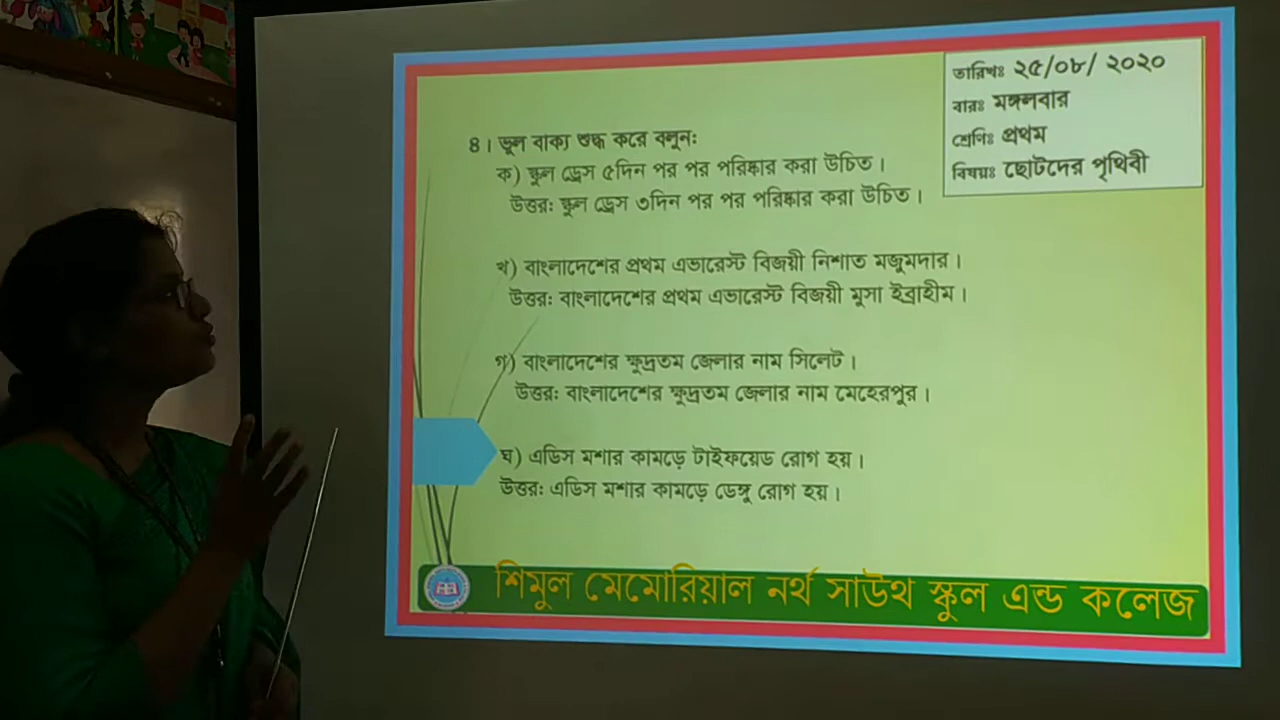 তারিখঃ ২৫/০৮/ ২০২০
বারঃ মঙ্গলবার
শ্রেণিঃ প্রথম
বিষয়ঃ ছোটদের পৃথিবী
৪। ভুল বাক্য শুদ্ধ করে বলুন:
ক) স্কুল ড্রেস ৫দিন পর পর পরিষ্কার করা উচিত।
উত্তর: স্কুল ড্রেস ৩দিন পর পর পরিষ্কার করা উচিত।
খ) বাংলাদেশের প্রথম এভারেস্ট বিজয়ী নিশাত মজুমদার।
উত্তর: বাংলাদেশের প্রথম এভারেস্ট বিজয়ী মুসা ইব্রাহীম।
গ) বাংলাদেশের ক্ষুদ্রতম জেলার নাম সিলেট।
উত্তর: বাংলাদেশের ক্ষুদ্রতম জেলার নাম মেহেরপুর।
ঘ) এডিস মশার কামড়ে টাইফয়েড রোগ হয়।
উত্তর: এডিস মশার কামড়ে ডেঙ্গু রোগ হয়।
শিমুল মেমোরিয়াল নর্থ সাউথ স্কুল এন্ড কলেজ